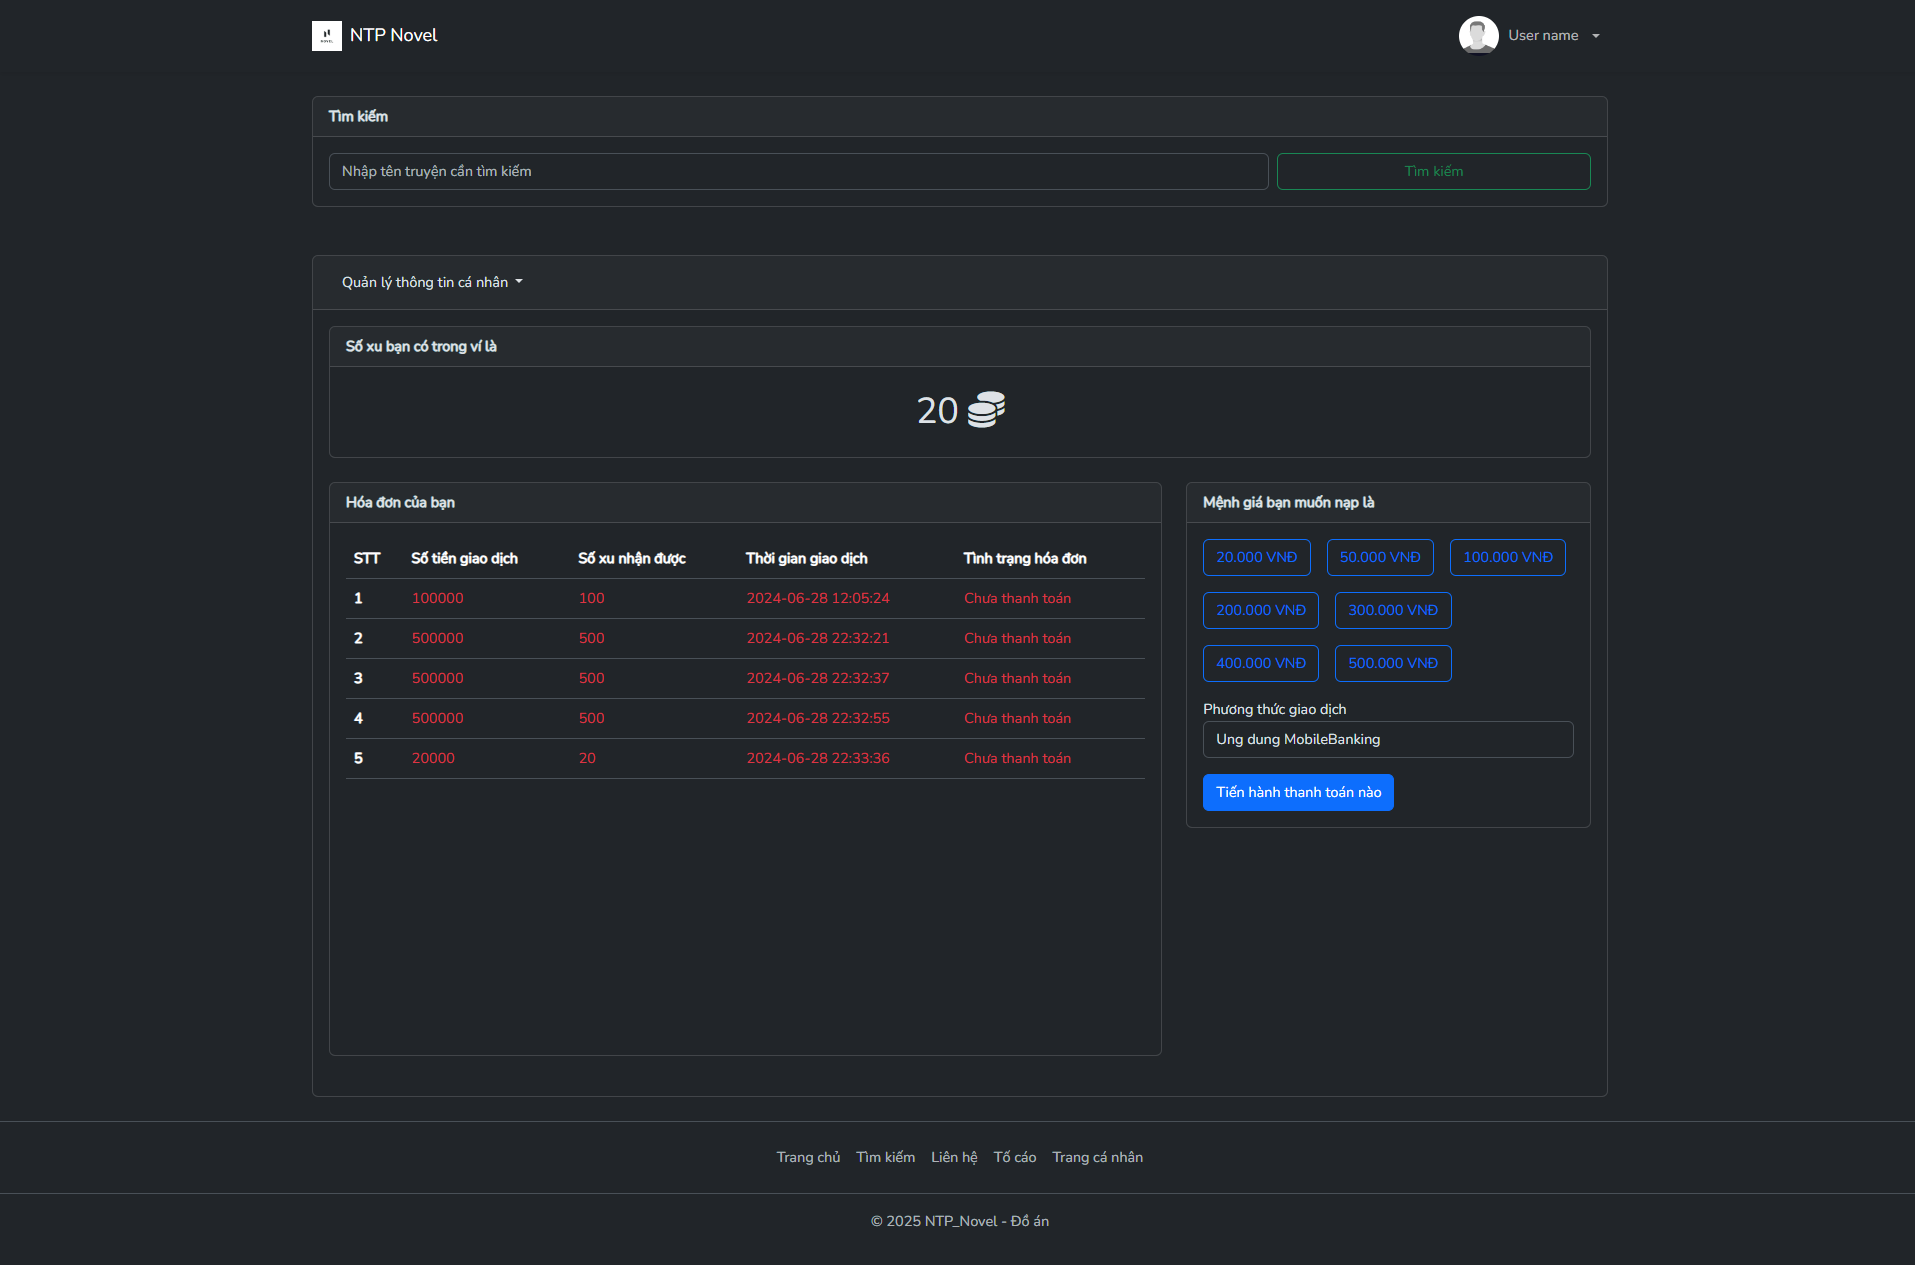 NTP Novel
User name
Tìm kiếm
Nhập tên truyện cần tìm kiếm
Tìm kiếm
Quản lý thông tin cá nhân
Số xu bạn có trong ví là
20
Hóa đơn của bạn
STT Số tiền giao dịch Số xu nhận được Thời gian giao dịch Tình trạng hóa đơn
1 100000 100 2024-06-28 12:05:24 Chưa thanh toán
2 500000 500 2024-06-28 22:32:21 Chưa thanh toán
3 500000 500 2024-06-28 22:32:37 Chưa thanh toán
4 500000 500 2024-06-28 22:32:55 Chưa thanh toán
5 20000 20 2024-06-28 22:33:36 Chưa thanh toán
Mệnh giá bạn muốn nạp là
20.000 VNĐ 50.000 VNĐ 100.000 VNĐ
200.000 VNĐ 300.000 VNĐ
400.000 VNĐ 500.000 VNĐ
Phương thức giao dịch
Ung dung MobileBanking
Tiến hành thanh toán nào
Trang chủ Tìm kiếm Liên hệ Tố cáo Trang cá nhân
© 2025 NTP_Novel - Đồ án